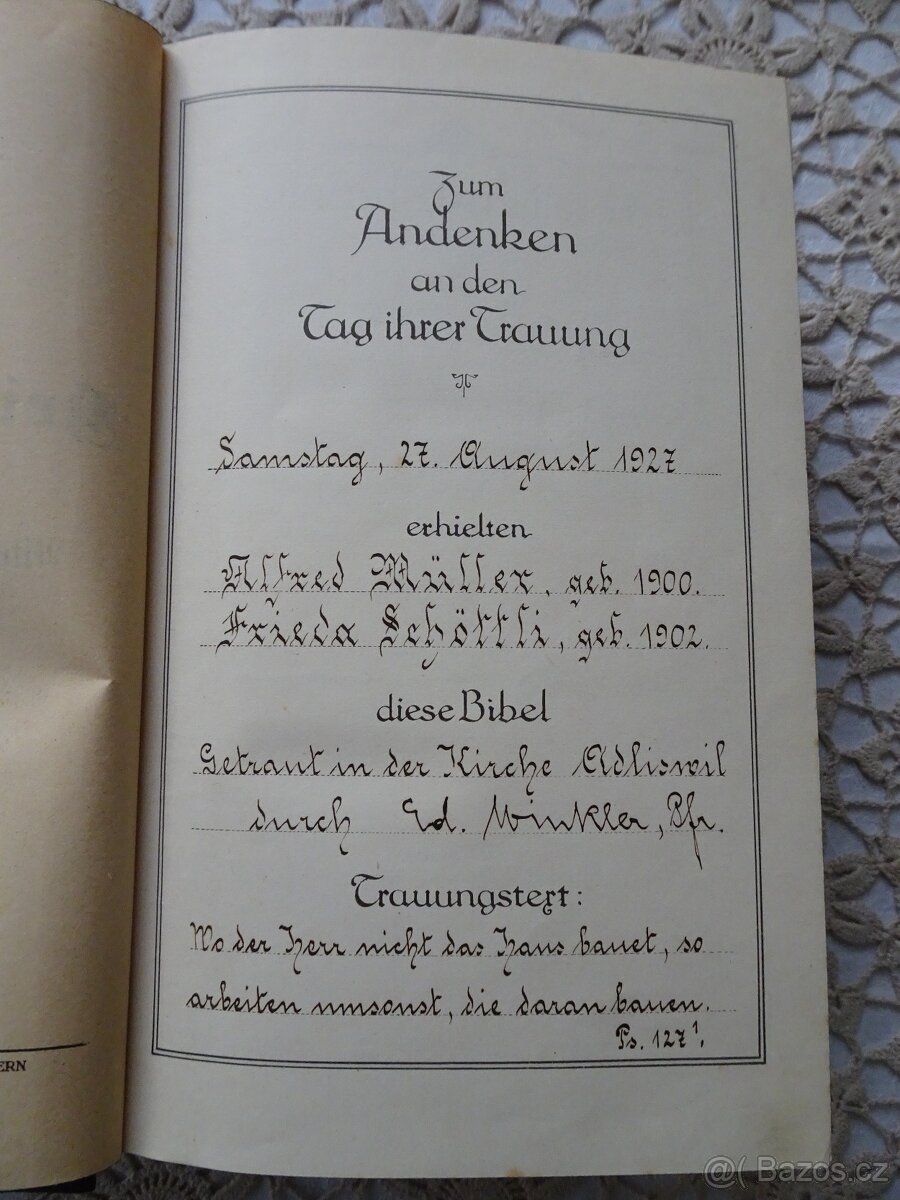 Zum
Andenken
an den
Tag ihrer Trauung
Samstag, 27. August 1927
erhielten
Alfred Müller, geb. 1900.
Frieda Schöttli, geb. 1902.
diese Bibel
Getraut in der Kirche Adliswil
durch Ed. Winkler, Pfr.
Trauungstext:
Wo der Herr nicht das Haus bauet, so
arbeiten umsonst, die daran bauen.
Ps. 127¹.
ERN
@( Bazos.cz